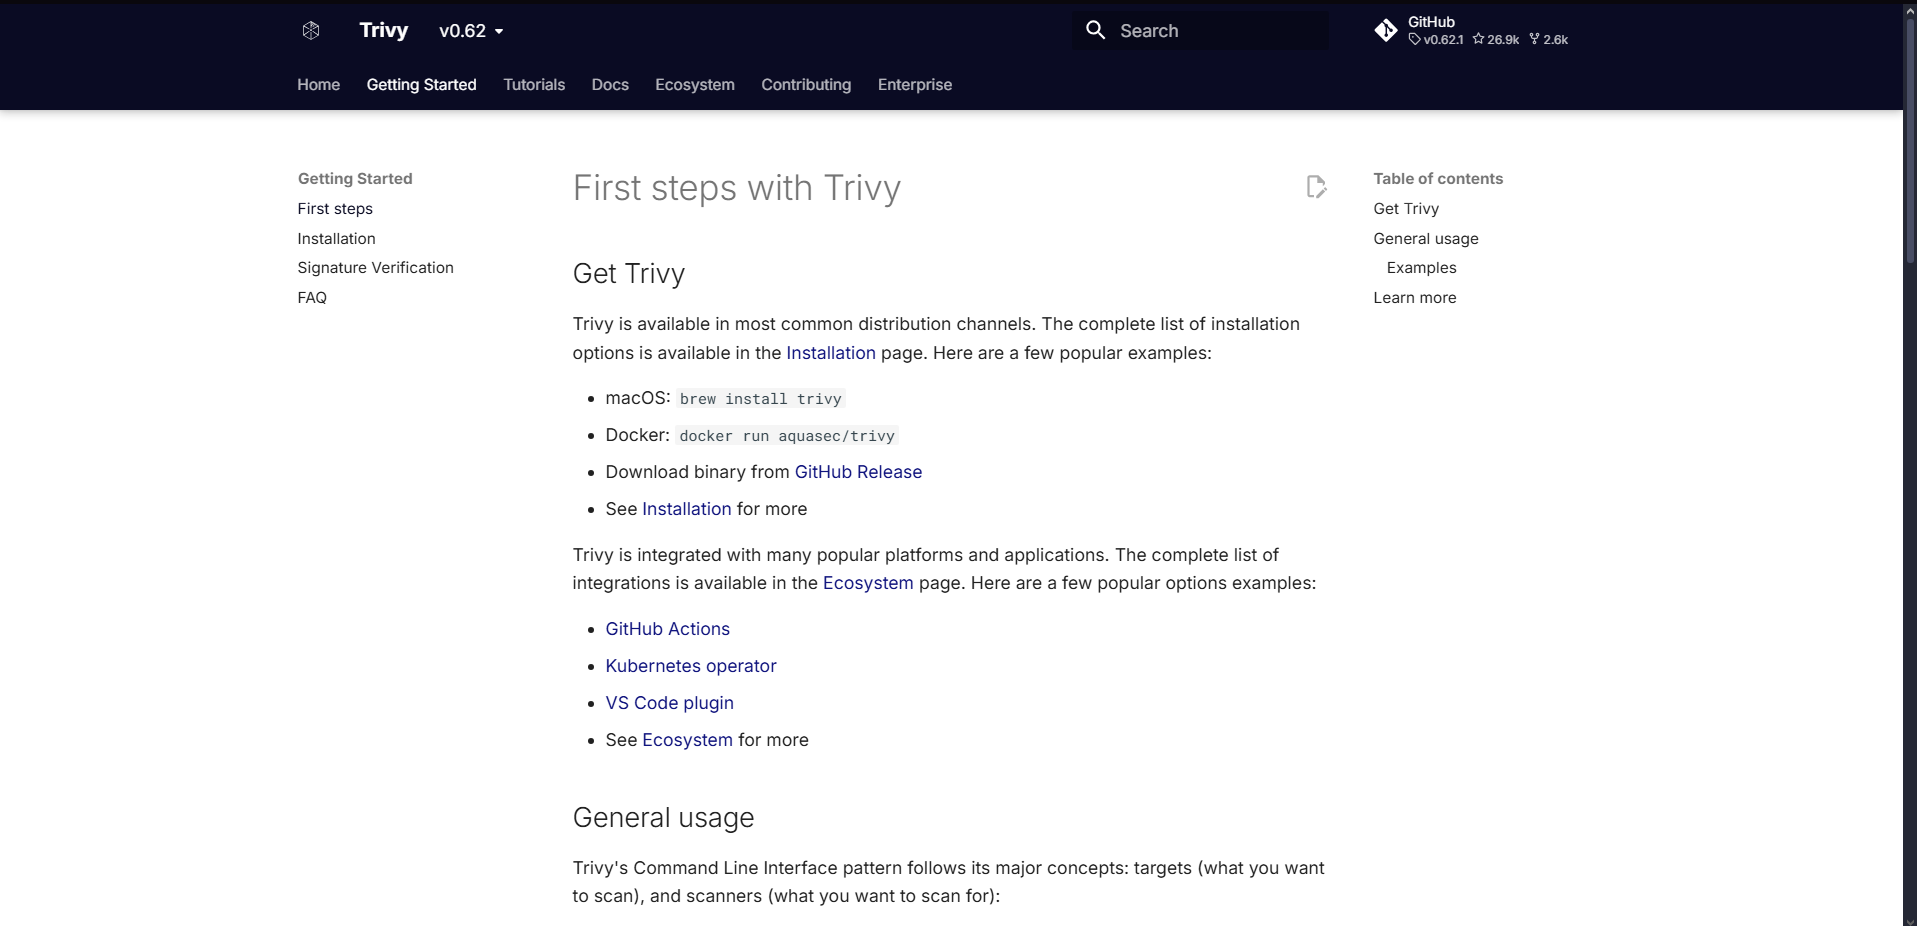 Trivy
v0.62
Search
GitHub
v0.62.1 26.9k 2.6k
Home Getting Started Tutorials Docs Ecosystem Contributing Enterprise
Getting Started
First steps
Installation
Signature Verification
FAQ
First steps with Trivy
Get Trivy
Trivy is available in most common distribution channels. The complete list of installation
options is available in the Installation page. Here are a few popular examples:
macOS: brew install trivy
Docker: docker run aquasec/trivy
Download binary from GitHub Release
See Installation for more
Trivy is integrated with many popular platforms and applications. The complete list of
integrations is available in the Ecosystem page. Here are a few popular options examples:
GitHub Actions
Kubernetes operator
VS Code plugin
See Ecosystem for more
General usage
Trivy's Command Line Interface pattern follows its major concepts: targets (what you want
to scan), and scanners (what you want to scan for):
Table of contents
Get Trivy
General usage
Examples
Learn more